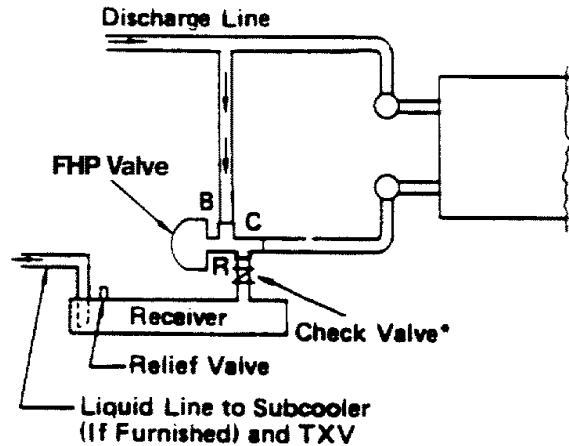 Discharge Line
FHP Valve
B
C
R
Receiver
Check Valve*
Relief Valve
Liquid Line to Subcooler
(If Furnished) and TXV